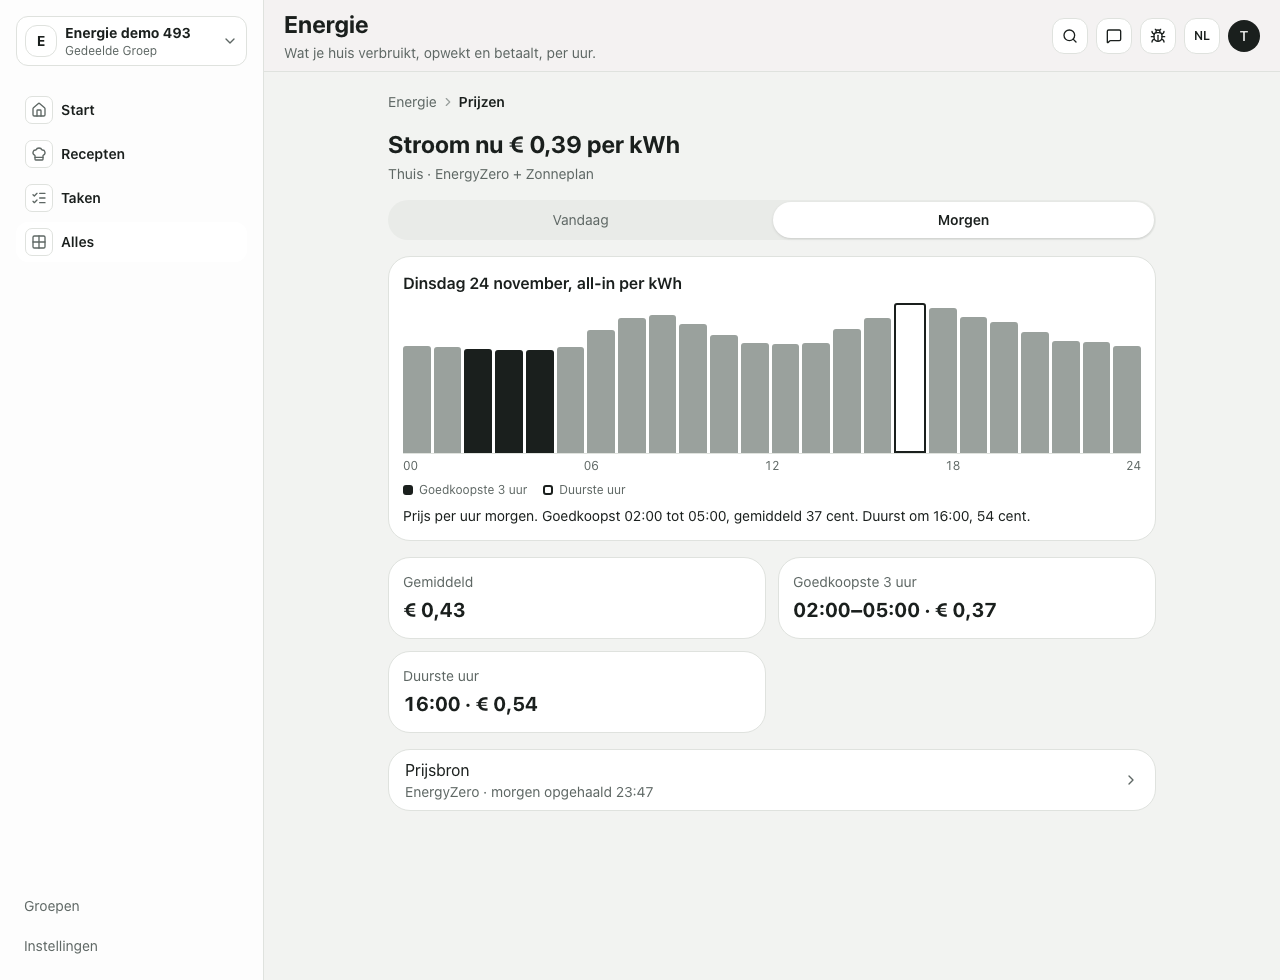 E
Energie demo 493
Gedeelde Groep
Start
Recepten
Taken
Alles
Groepen
Instellingen
Energie
Wat je huis verbruikt, opwekt en betaalt, per uur.
NL
T
Energie > Prijzen
Stroom nu € 0,39 per kWh
Thuis · EnergyZero + Zonneplan
Vandaag
Morgen
Dinsdag 24 november, all-in per kWh
00 06 12 18 24
Goedkoopste 3 uur Duurste uur
Prijs per uur morgen. Goedkoopst 02:00 tot 05:00, gemiddeld 37 cent. Duurst om 16:00, 54 cent.
Gemiddeld
€ 0,43
Goedkoopste 3 uur
02:00–05:00 · € 0,37
Duurste uur
16:00 · € 0,54
Prijsbron
EnergyZero · morgen opgehaald 23:47